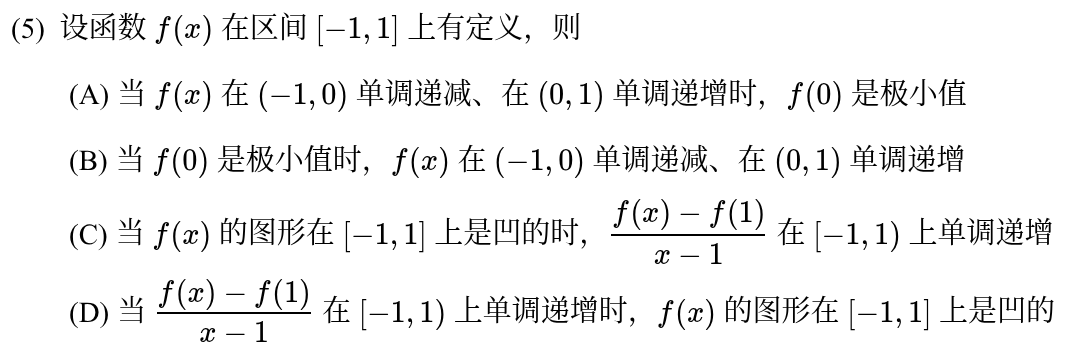 (5) 设函数 $f(x)$ 在区间 $[-1,1]$ 上有定义，则
(A) 当 $f(x)$ 在 $(-1,0)$ 单调递减、在 $(0,1)$ 单调递增时，$f(0)$ 是极小值
(B) 当 $f(0)$ 是极小值时，$f(x)$ 在 $(-1,0)$ 单调递减、在 $(0,1)$ 单调递增
(C) 当 $f(x)$ 的图形在 $[-1,1]$ 上是凹的时，$\frac{f(x)-f(1)}{x-1}$ 在 $[-1,1)$ 上单调递增
(D) 当 $\frac{f(x)-f(1)}{x-1}$ 在 $[-1,1)$ 上单调递增时，$f(x)$ 的图形在 $[-1,1]$ 上是凹的